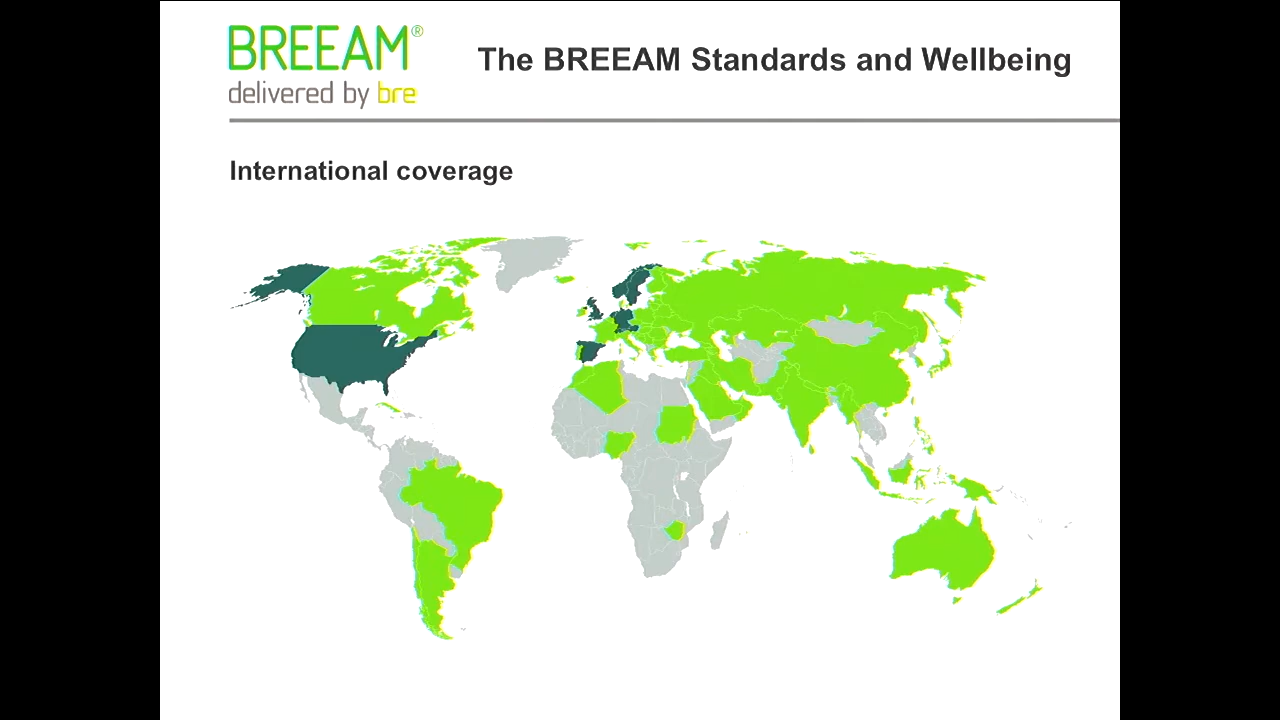 BREEAM®
delivered by bre
The BREEAM Standards and Wellbeing
International coverage